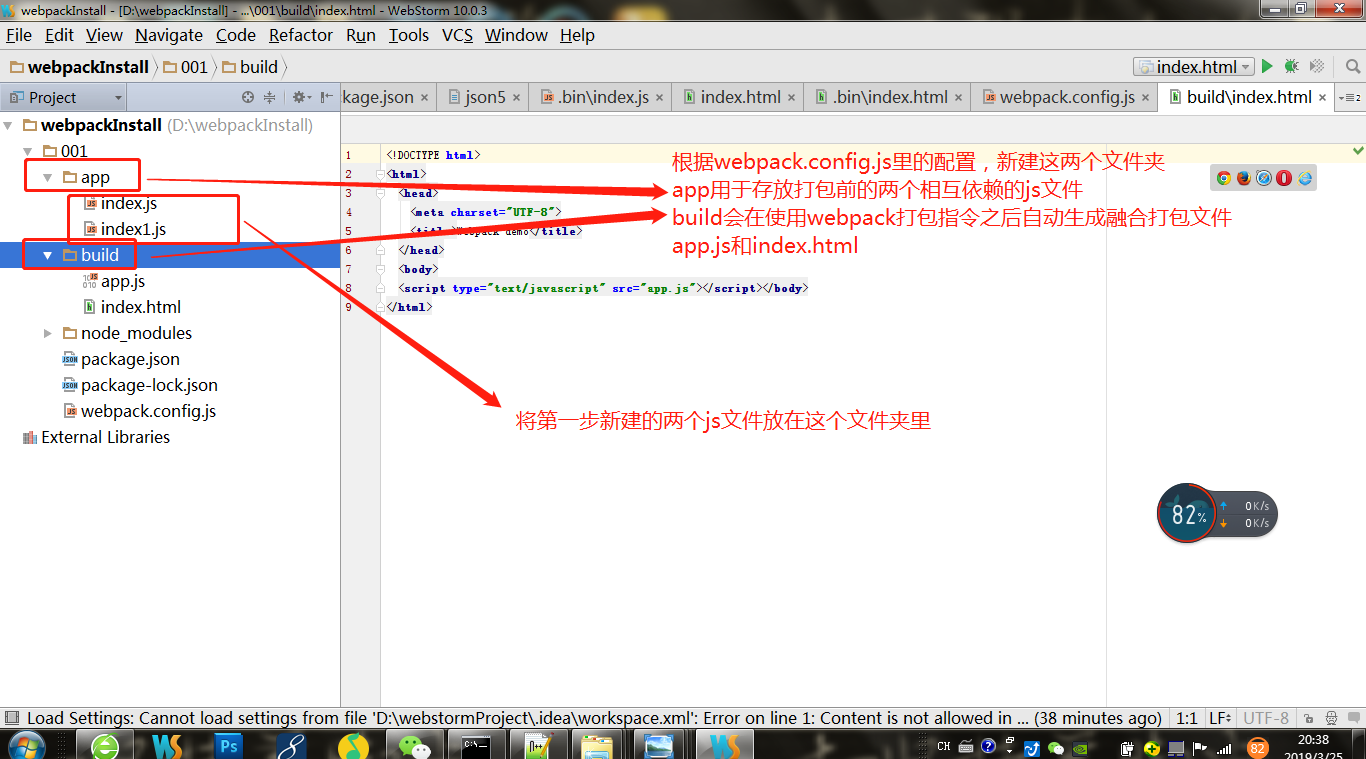 webpackInstall - [D:\webpackInstall] - ...\001\build\index.html - WebStorm 10.0.3
File Edit View Navigate Code Refactor Run Tools VCS Window Help
webpackInstall 001 build index.html
Project
kage.json json5 .bin\index.js index.html .bin\index.html webpack.config.js build\index.html 2
webpackInstall (D:\webpackInstall)
001
app
index.js
index1.js
build
app.js
index.html
node_modules
package.json
package-lock.json
webpack.config.js
External Libraries
1 <!DOCTYPE html>
2 <html>
3 <head>
4 <meta charset="UTF-8">
5 <title>Webpack demo</title>
6 </head>
7 <body>
8 <script type="text/javascript" src="app.js"></script></body>
9 </html>
根据webpack.config.js里的配置，新建这两个文件夹
app用于存放打包前的两个相互依赖的js文件
build会在使用webpack打包指令之后自动生成融合打包文件
app.js和index.html
将第一步新建的两个js文件放在这个文件夹里
82%
0K/s
0K/s
Load Settings: Cannot load settings from file 'D:\webstormProject\.idea\workspace.xml': Error on line 1: Content is not allowed in ... (38 minutes ago) 1:1 LF UTF-8
CH 82 20:38
2019/3/25